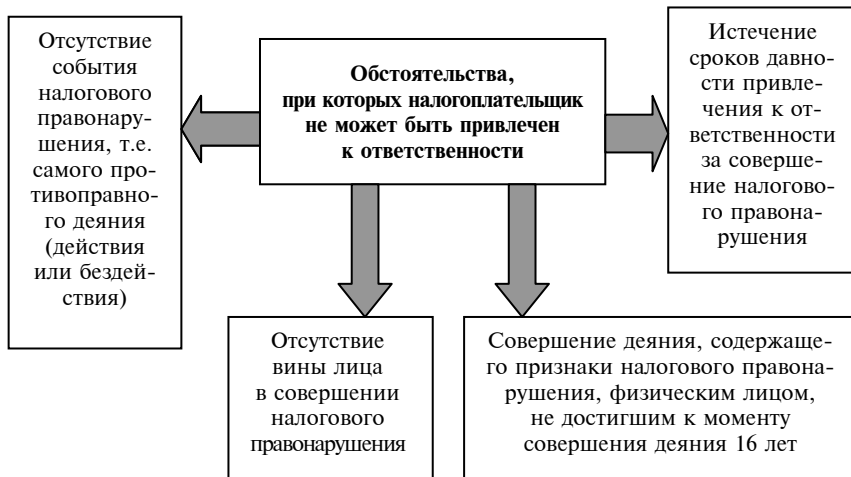 Обстоятельства,
при которых налогоплательщик
не может быть привлечен
к ответственности
Отсутствие
события
налогового
правонару-
шения, т.е.
самого про-
тивоправно-
го деяния
(действия
или бездей-
ствия)
Отсутствие
вины лица
в совершении
налогового
правонарушения
Совершение деяния, содержаще-
го признаки налогового правона-
рушения, физическим лицом,
не достигшим к моменту
совершения деяния 16 лет
Истечение
сроков дав-
ности привле-
чения к от-
ветственности
за соверше-
ние налогово-
го правона-
рушения